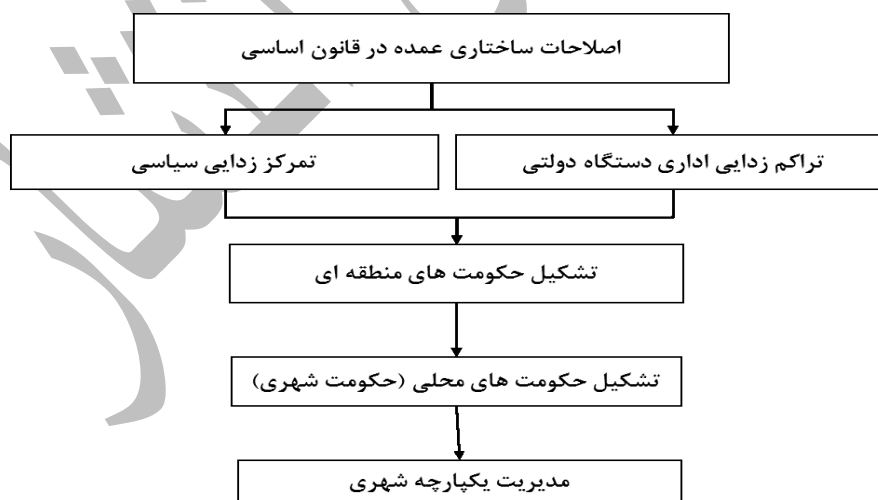 اصلاحات ساختاری عمده در قانون اساسی
تراکم زدایی اداری دستگاه دولتی
تمرکز زدایی سیاسی
تشکیل حکومت های منطقه ای
تشکیل حکومت های محلی (حکومت شهری)
مدیریت یکپارچه شهری